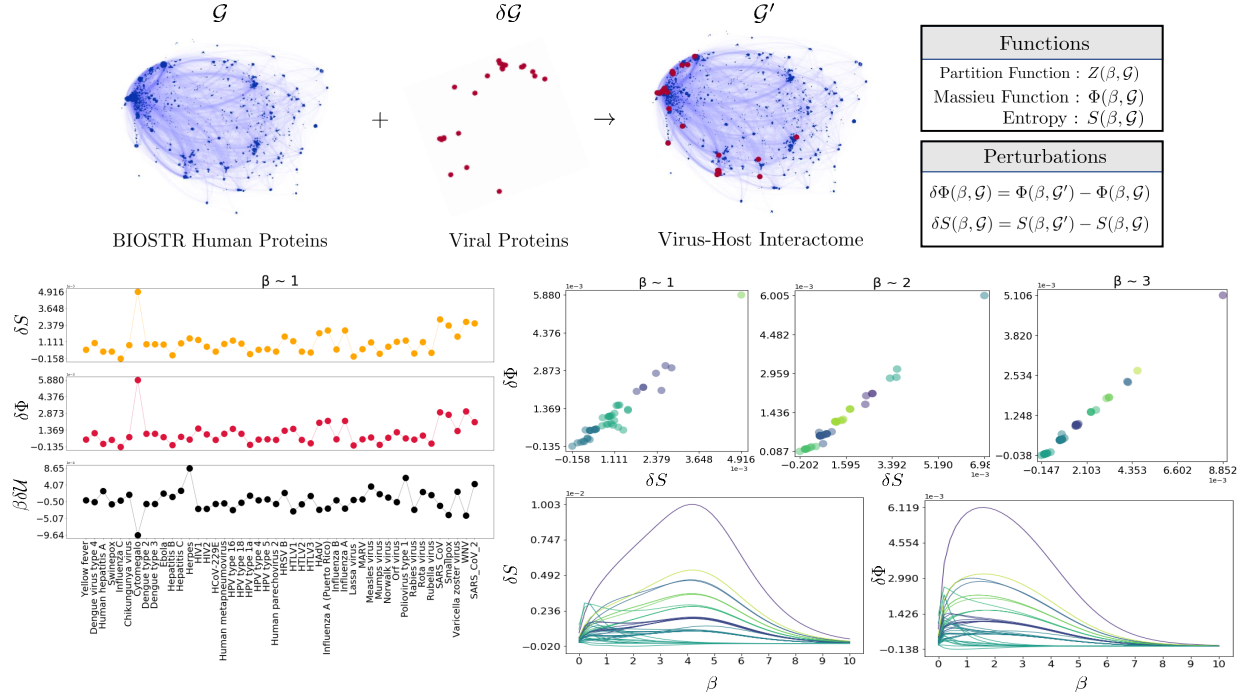 𝒢
δ𝒢
𝒢′
+
→
BIOSTR Human Proteins
Viral Proteins
Virus-Host Interactome
Functions
Partition Function : Z(β, 𝒢)
Massieu Function : Φ(β, 𝒢)
Entropy : S(β, 𝒢)
Perturbations
δΦ(β, 𝒢) = Φ(β, 𝒢′) − Φ(β, 𝒢)
δS(β, 𝒢) = S(β, 𝒢′) − S(β, 𝒢)
β ~ 1
δS
4.916
3.648
2.379
1.111
−0.158
δΦ
5.880
4.376
2.873
1.369
−0.135
βδ𝒰
8.65
4.07
−0.50
−5.07
−9.64
Yellow fever
Dengue virus type 4
Human hepatitis A
Swinepox
Influenza C
Chikungunya virus
Cytomegalo
Dengue type 2
Dengue type 3
Ebola
Hepatitis B
Hepatitis C
Herpes
HIV1
HIV2
HCoV-229E
Human metapneumovirus
HPV type 16
HPV type 18
HPV type 1a
HPV type 4
HPV type 5
Human parechovirus 2
HRSV B
HTLV1
HTLV2
HTLV3
HAdV
Influenza A (Puerto Rico)
Influenza B
Influenza A
Lassa virus
MARV
Measles virus
Mumps virus
Norwalk virus
Orf virus
Poliovirus type 1
Rabies virus
Rota virus
Rubella virus
SARS_CoV
Smallpox
Varicella zoster virus
WNV
SARS_CoV_2
β ~ 1
1e−3
δΦ
5.880
4.376
2.873
1.369
−0.135
−0.158 1.111 2.379 3.648 4.916
1e−3
δS
β ~ 2
1e−3
6.005
4.526
3.046
1.567
0.087
−0.202 1.595 3.392 5.190 6.98
δS
β ~ 3
1e−3
5.106
3.820
2.534
1.248
−0.038
−0.147 2.103 4.353 6.602 8.852
1e−3
1e−2
δS
1.003
0.747
0.492
0.236
−0.020
0 1 2 3 4 5 6 7 8 9 10
β
1e−3
δΦ
6.119
4.554
2.990
1.426
−0.138
0 1 2 3 4 5 6 7 8 9 10
β